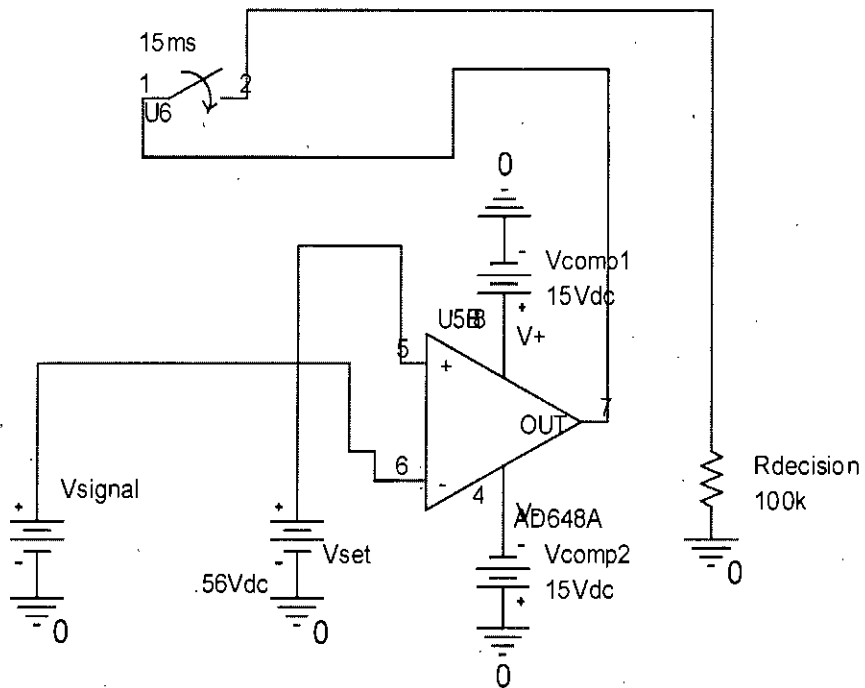 15ms
1
2
U6
0
Vcomp1
15Vdc
-
+
V+
5
+
7
OUT
6
-
4
AD648A
-
Vcomp2
15Vdc
+
0
+
Vsignal
-
0
+
Vset
-
.56Vdc
0
Rdecision
100k
0